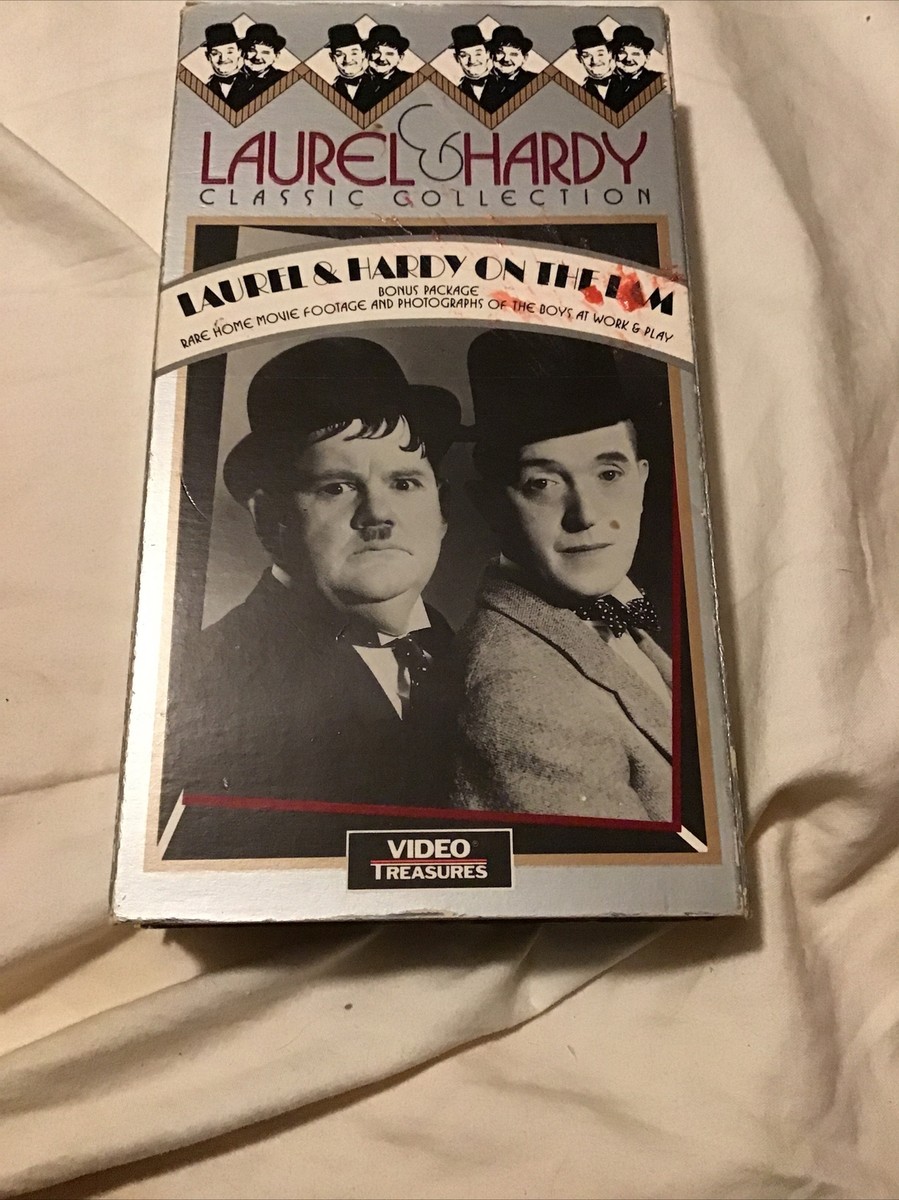 LAUREL & HARDY
CLASSIC COLLECTION
LAUREL & HARDY ON THE LAM
BONUS PACKAGE
RARE HOME MOVIE FOOTAGE AND PHOTOGRAPHS OF THE BOYS AT WORK & PLAY
VIDEO
TREASURES